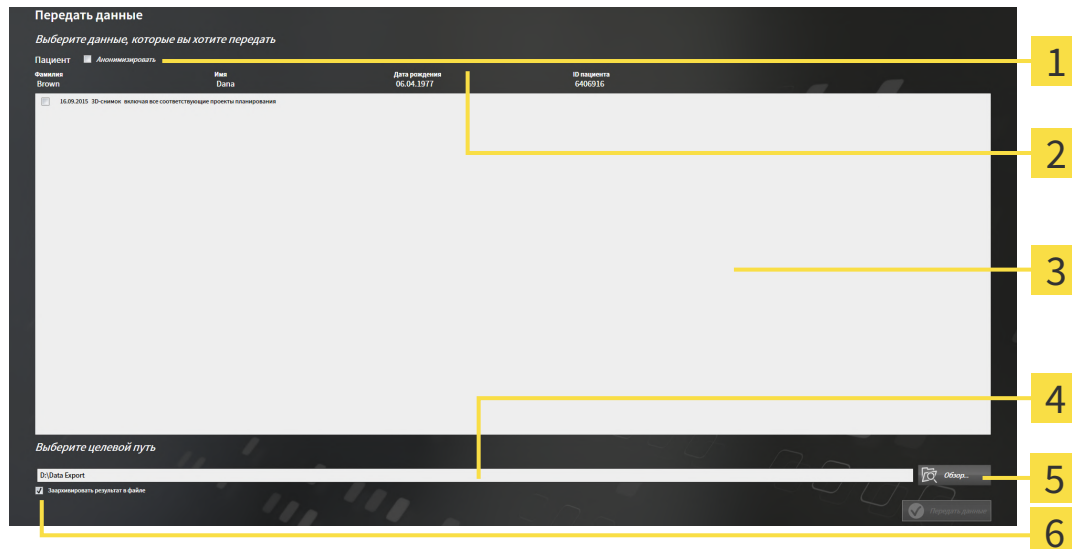 Передать данные
Выберите данные, которые вы хотите передать
Пациент Анонимизировать
Фамилия Имя Дата рождения ID пациента
Brown Dana 06.04.1977 6406916
16.09.2015 3D-снимок включая все соответствующие проекты планирования
Выберите целевой путь
D:\Data Export
Обзор...
Заархивировать результат в файле
Передать данные
1
2
3
4
5
6